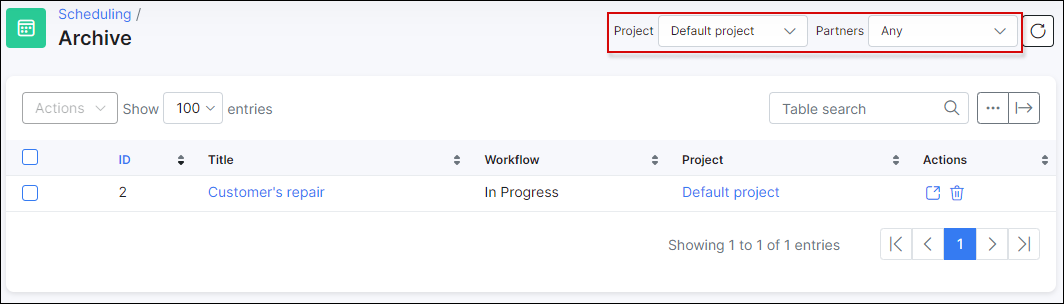 Scheduling /
Archive
Project Default project Partners Any
Actions Show 100 entries Table search
ID Title Workflow Project Actions
2 Customer's repair In Progress Default project
Showing 1 to 1 of 1 entries 1